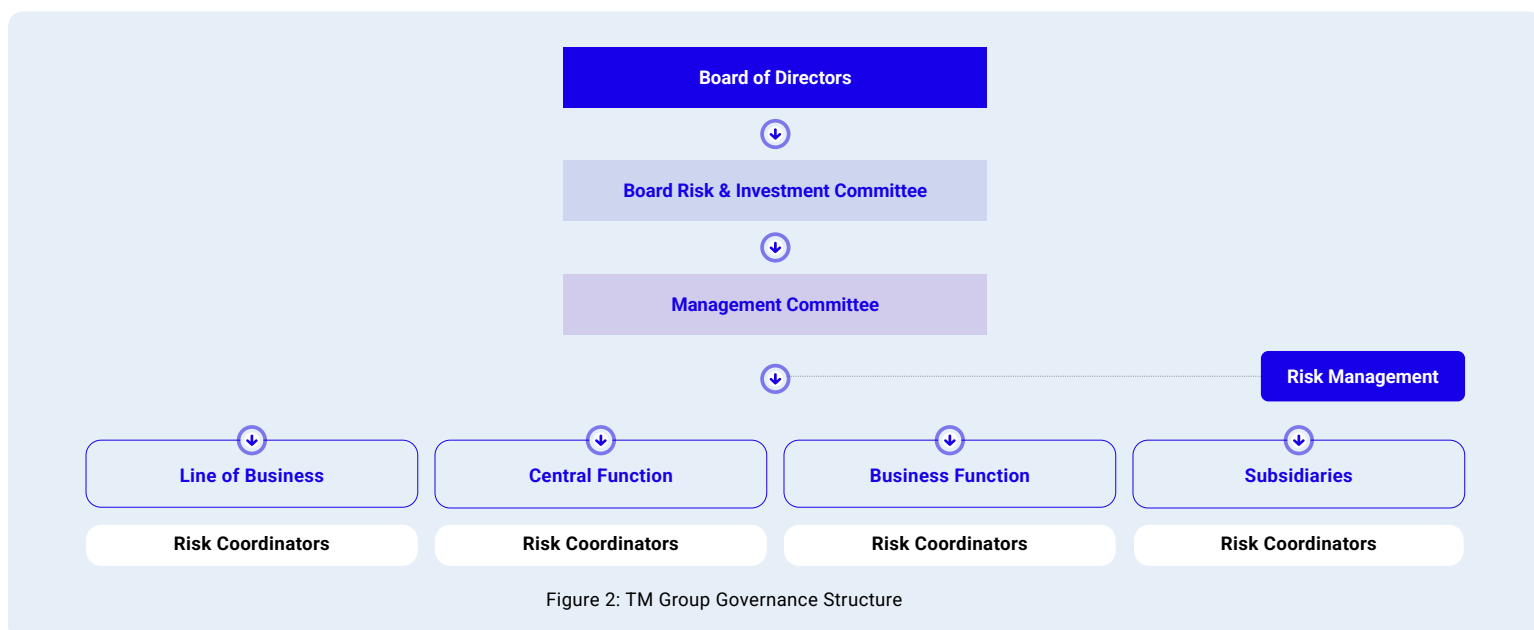 Board of Directors
Board Risk & Investment Committee
Management Committee
Risk Management
Line of Business
Central Function
Business Function
Subsidiaries
Risk Coordinators
Risk Coordinators
Risk Coordinators
Risk Coordinators
Figure 2: TM Group Governance Structure